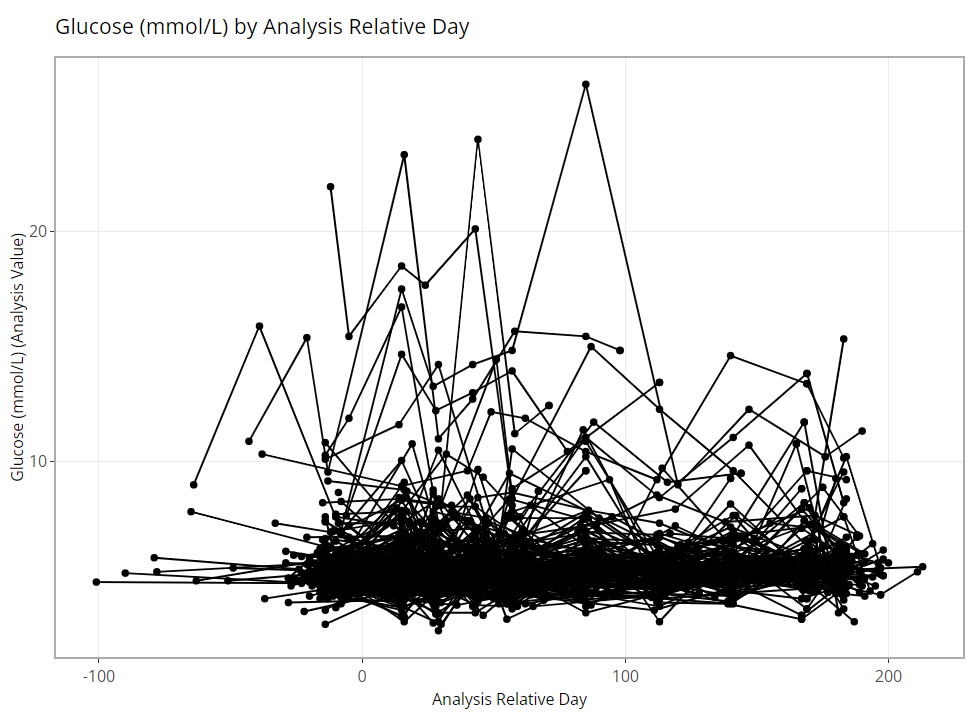 Glucose (mmol/L) by Analysis Relative Day
Glucose (mmol/L) (Analysis Value)
20
10
-100 0 100 200
Analysis Relative Day